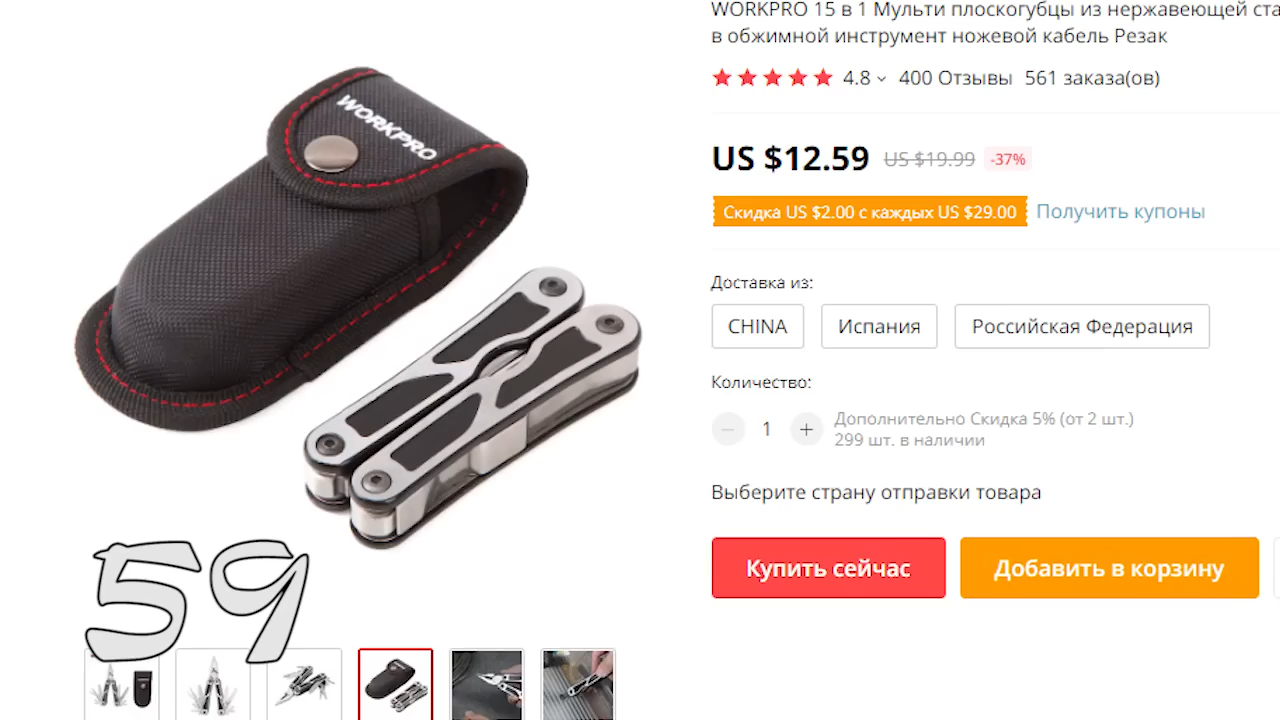 WORKPRO 15 в 1 Мульти плоскогубцы из нержавеющей ста
в обжимной инструмент ножевой кабель Резак
4.8 400 Отзывы 561 заказа(ов)
WORKPRO
US $12.59 US $19.99 -37%
Скидка US $2.00 с каждых US $29.00 Получить купоны
Доставка из:
CHINA Испания Российская Федерация
Количество:
1
Дополнительно Скидка 5% (от 2 шт.)
299 шт. в наличии
Выберите страну отправки товара
Купить сейчас Добавить в корзину
59